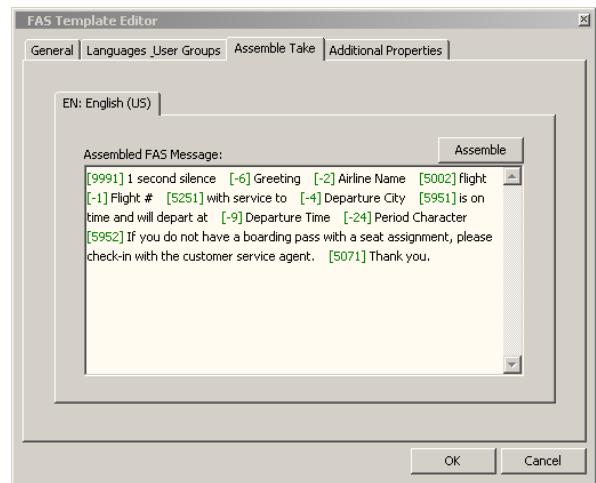 FAS Template Editor
General Languages _User Groups Assemble Take Additional Properties
EN: English (US)
Assembled FAS Message: Assemble
[9991] 1 second silence [-6] Greeting [-2] Airline Name [5002] flight
[-1] Flight # [5251] with service to [-4] Departure City [5951] is on
time and will depart at [-9] Departure Time [-24] Period Character
[5952] If you do not have a boarding pass with a seat assignment, please
check-in with the customer service agent. [5071] Thank you.
OK Cancel